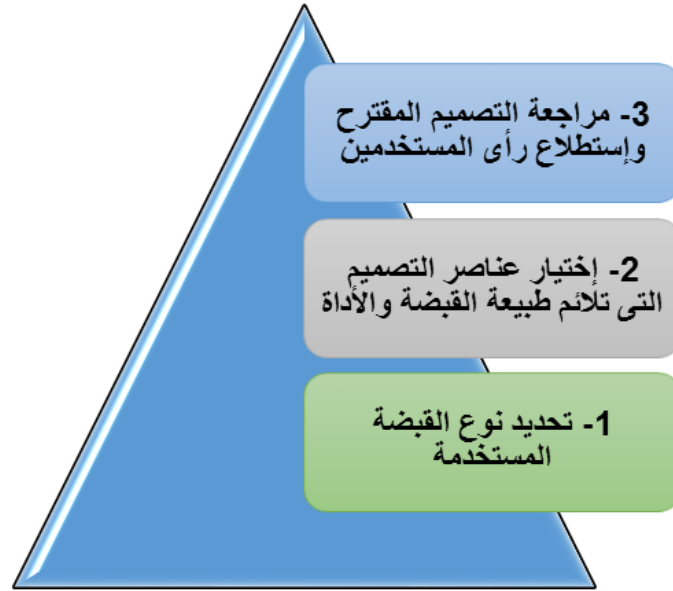 3- مراجعة التصميم المقترح
وإستطلاع رأى المستخدمين
2- إختيار عناصر التصميم
التى تلائم طبيعة القبضة والأداة
1- تحديد نوع القبضة
المستخدمة